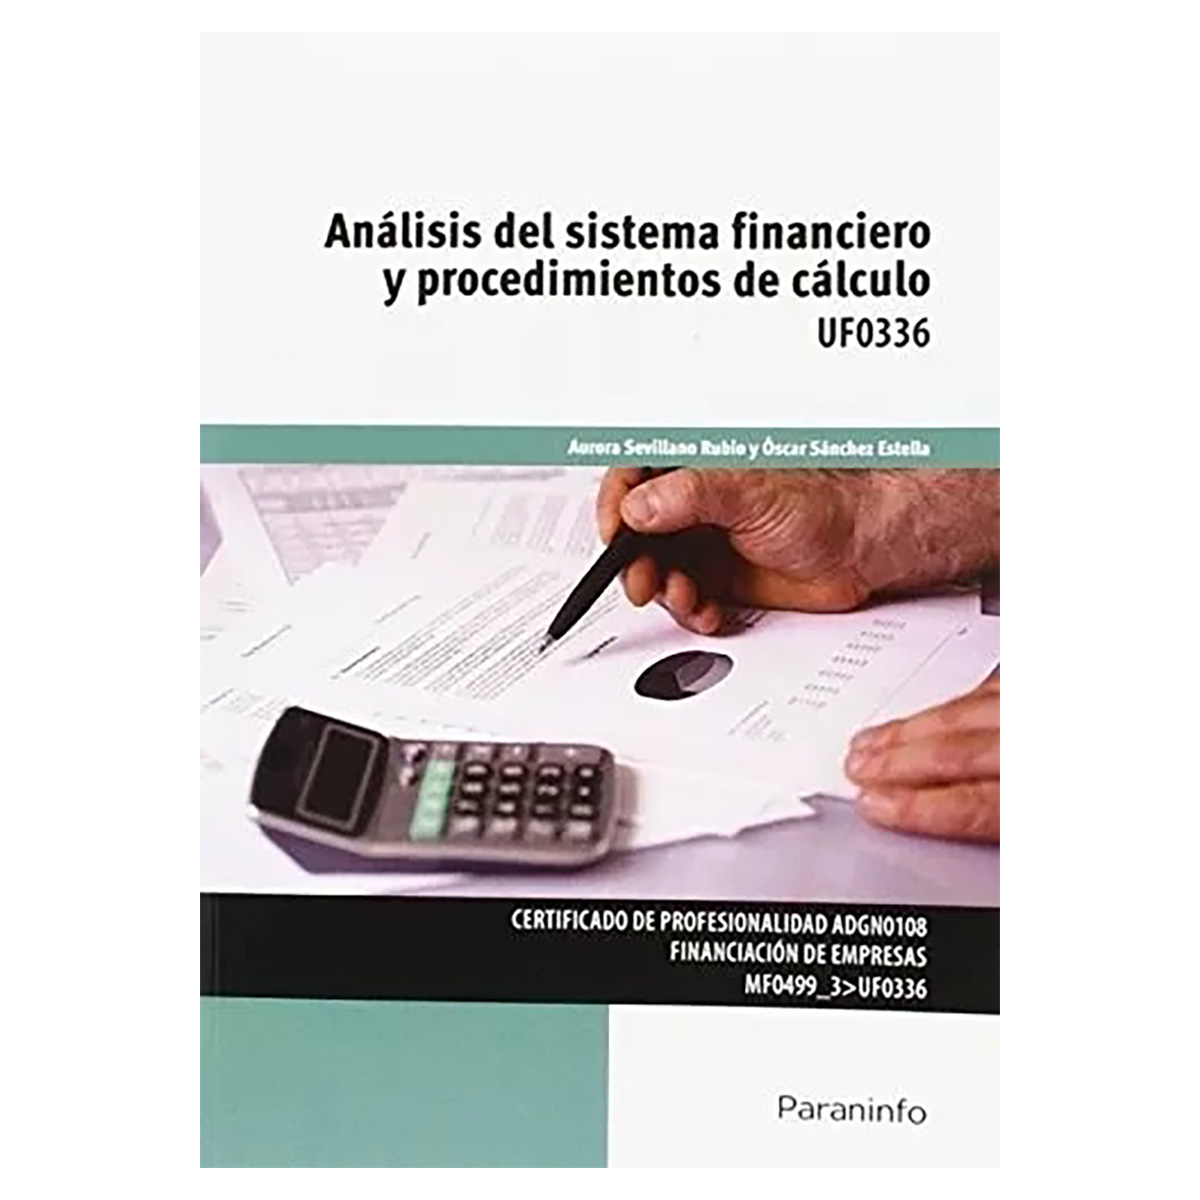 Análisis del sistema financiero
y procedimientos de cálculo
UF0336
Aurora Sevillano Rubio y Óscar Sánchez Estella
CERTIFICADO DE PROFESIONALIDAD ADGN0108
FINANCIACIÓN DE EMPRESAS
MF0499_3>UF0336
Paraninfo